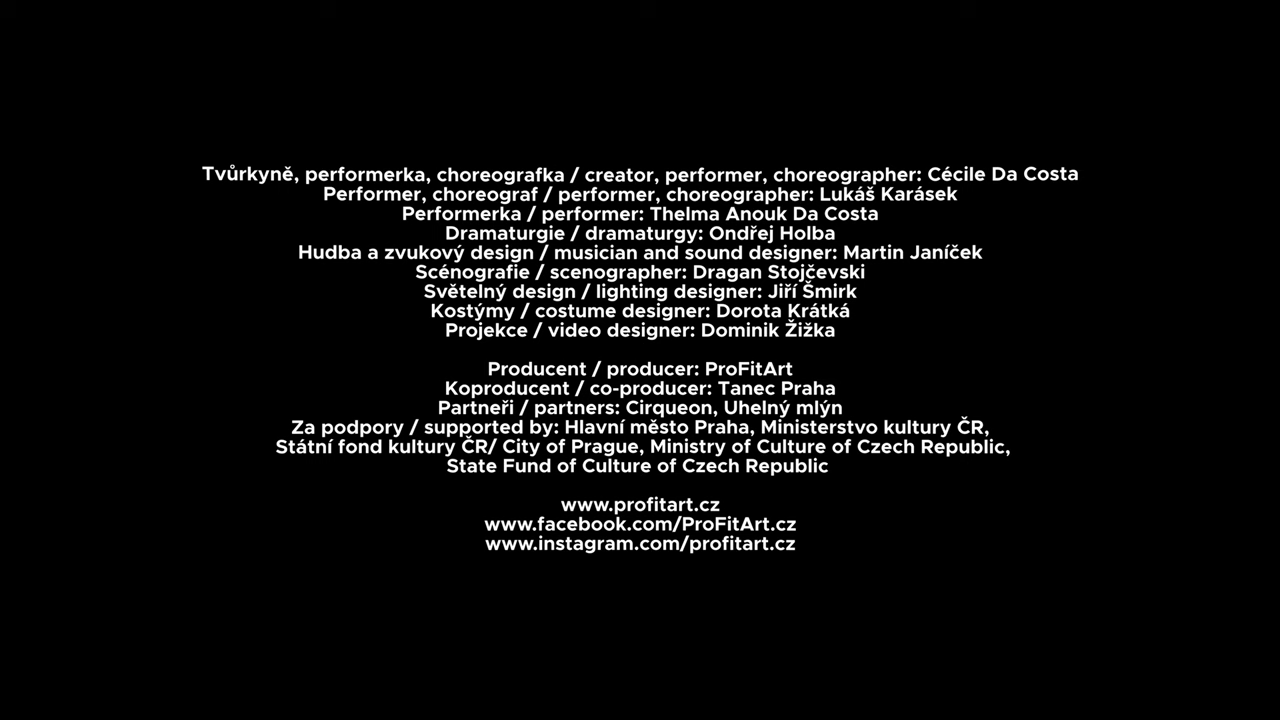 Tvůrkyně, performerka, choreografka / creator, performer, choreographer: Cécile Da Costa
Performer, choreograf / performer, choreographer: Lukáš Karásek
Performerka / performer: Thelma Anouk Da Costa
Dramaturgie / dramaturgy: Ondřej Holba
Hudba a zvukový design / musician and sound designer: Martin Janíček
Scénografie / scenographer: Dragan Stojčevski
Světelný design / lighting designer: Jiří Šmirk
Kostýmy / costume designer: Dorota Krátká
Projekce / video designer: Dominik Žižka
Producent / producer: ProFitArt
Koproducent / co-producer: Tanec Praha
Partneři / partners: Cirqueon, Uhelný mlýn
Za podpory / supported by: Hlavní město Praha, Ministerstvo kultury ČR,
Státní fond kultury ČR/ City of Prague, Ministry of Culture of Czech Republic,
State Fund of Culture of Czech Republic
www.profitart.cz
www.facebook.com/ProFitArt.cz
www.instagram.com/profitart.cz